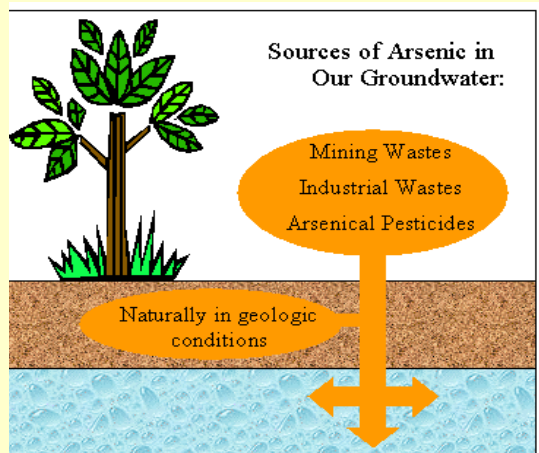 Sources of Arsenic in
Our Groundwater:
Mining Wastes
Industrial Wastes
Arsenical Pesticides
Naturally in geologic
conditions